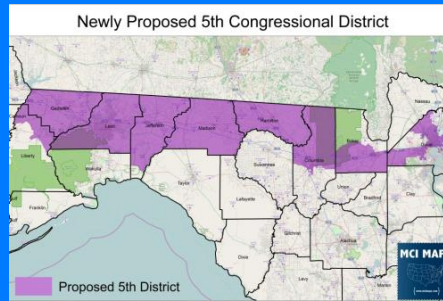 Newly Proposed 5th Congressional District
Nassau
Gadsden
Leon
Jefferson
Madison
Hamilton
Baker
Duval
Liberty
Wakulla
Suwannee
Columbia
Taylor
Lafayette
Union
Bradford
Clay
Franklin
Gilchrist
Alachua
Dixie
Levy
MCI MAP
Proposed 5th District